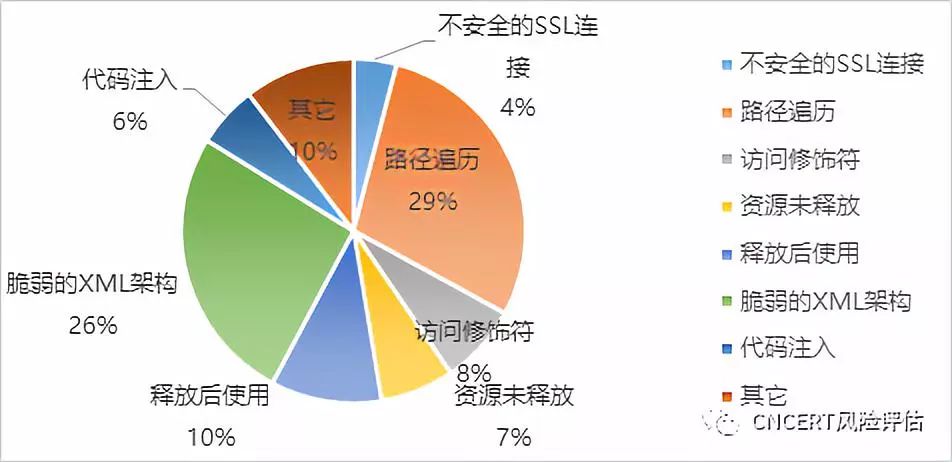 不安全的SSL连
接
4%
路径遍历
29%
访问修饰符
8%
资源未释放
7%
释放后使用
10%
脆弱的XML架构
26%
代码注入
6%
其它
10%
不安全的SSL连接
路径遍历
访问修饰符
资源未释放
释放后使用
脆弱的XML架构
代码注入
其它
CNCERT风险评估